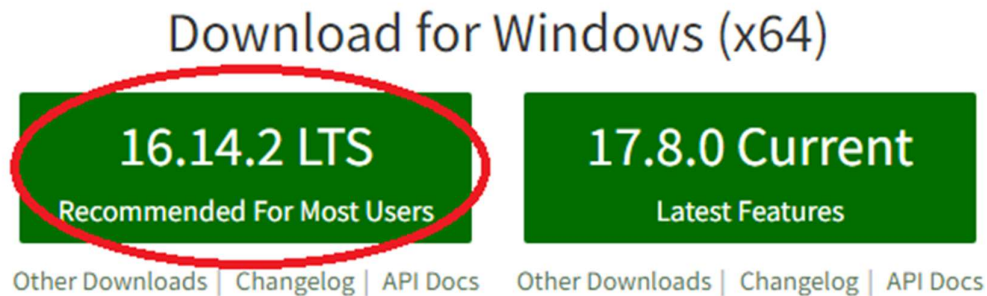 Download for Windows (x64)
16.14.2 LTS
Recommended For Most Users
Other Downloads | Changelog | API Docs
17.8.0 Current
Latest Features
Other Downloads | Changelog | API Docs